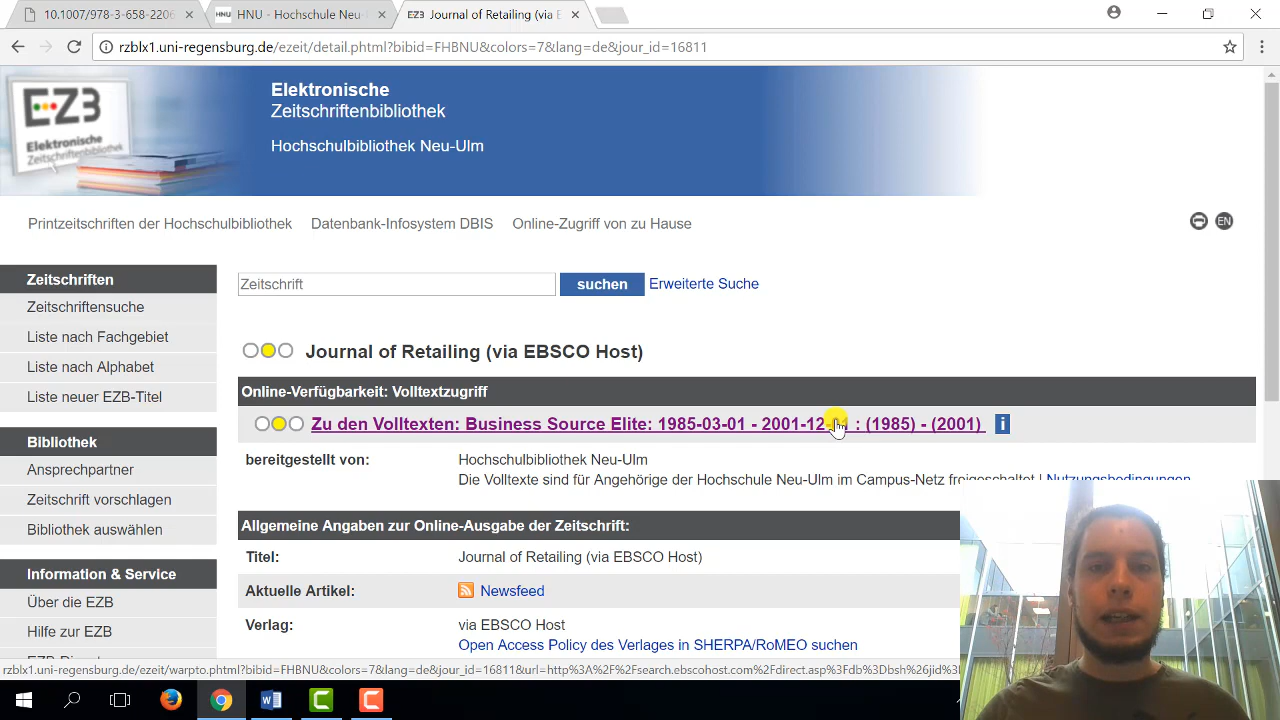 10.1007/978-3-658-2206
HNU - Hochschule Neu-
EZ3 Journal of Retailing (via E
rzblx1.uni-regensburg.de/ezeit/detail.phtml?bibid=FHBNU&colors=7&lang=de&jour_id=16811
EZ3
Elektronische
Zeitschriftenbibliothek
Elektronische
Zeitschriftenbibliothek
Hochschulbibliothek Neu-Ulm
Printzeitschriften der Hochschulbibliothek Datenbank-Infosystem DBIS Online-Zugriff von zu Hause
EN
Zeitschriften
Zeitschriftensuche
Liste nach Fachgebiet
Liste nach Alphabet
Liste neuer EZB-Titel
Bibliothek
Ansprechpartner
Zeitschrift vorschlagen
Bibliothek auswählen
Information & Service
Über die EZB
Hilfe zur EZB
Zeitschrift suchen Erweiterte Suche
Journal of Retailing (via EBSCO Host)
Online-Verfügbarkeit: Volltextzugriff
Zu den Volltexten: Business Source Elite: 1985-03-01 - 2001-12-01 : (1985) - (2001) i
bereitgestellt von: Hochschulbibliothek Neu-Ulm
Die Volltexte sind für Angehörige der Hochschule Neu-Ulm im Campus-Netz freigeschaltet | Nutzungsbedingungen
Allgemeine Angaben zur Online-Ausgabe der Zeitschrift:
Titel: Journal of Retailing (via EBSCO Host)
Aktuelle Artikel: Newsfeed
Verlag: via EBSCO Host
Open Access Policy des Verlages in SHERPA/RoMEO suchen
rzblx1.uni-regensburg.de/ezeit/warpto.phtml?bibid=FHBNU&colors=7&lang=de&jour_id=16811&url=http%3A%2F%2Fsearch.ebscohost.com%2Fdirect.asp%3Fdb%3Dbsh%26jid%